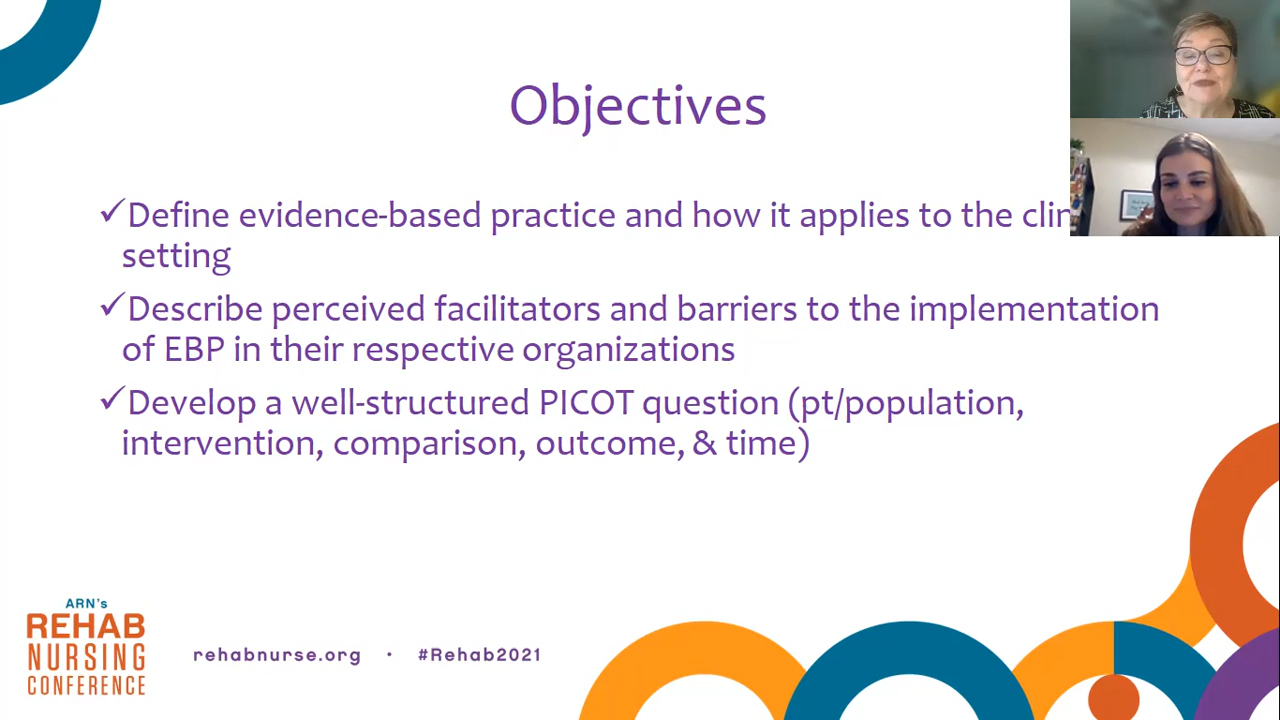 Objectives
✓Define evidence-based practice and how it applies to the clin
setting
✓Describe perceived facilitators and barriers to the implementation
of EBP in their respective organizations
✓Develop a well-structured PICOT question (pt/population,
intervention, comparison, outcome, & time)
ARN's
REHAB
NURSING
CONFERENCE
rehabnurse.org • #Rehab2021